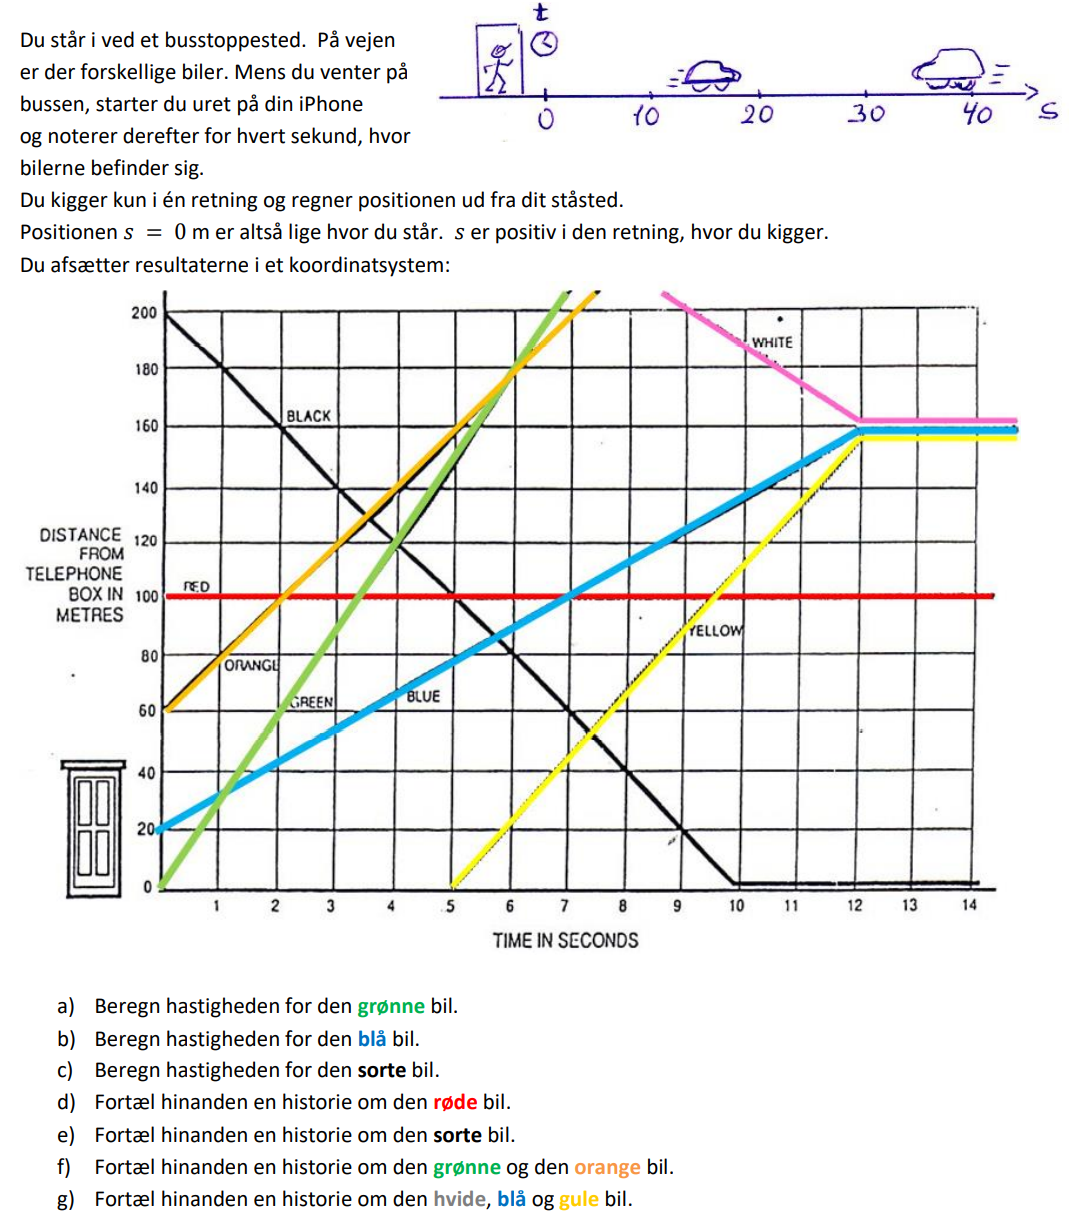 Du står i ved et busstoppested. På vejen
er der forskellige biler. Mens du venter på
bussen, starter du uret på din iPhone
og noterer derefter for hvert sekund, hvor
bilerne befinder sig.
t
0 10 20 30 40 s
Du kigger kun i én retning og regner positionen ud fra dit ståsted.
Positionen s = 0 m er altså lige hvor du står. s er positiv i den retning, hvor du kigger.
Du afsætter resultaterne i et koordinatsystem:
200
180
160
140
120
100
80
60
40
20
0
DISTANCE
FROM
TELEPHONE
BOX IN
METRES
WHITE
BLACK
RED
ORANGE
YELLOW
GREEN
BLUE
1 2 3 4 5 6 7 8 9 10 11 12 13 14
TIME IN SECONDS
a) Beregn hastigheden for den grønne bil.
b) Beregn hastigheden for den blå bil.
c) Beregn hastigheden for den sorte bil.
d) Fortæl hinanden en historie om den røde bil.
e) Fortæl hinanden en historie om den sorte bil.
f) Fortæl hinanden en historie om den grønne og den orange bil.
g) Fortæl hinanden en historie om den hvide, blå og gule bil.